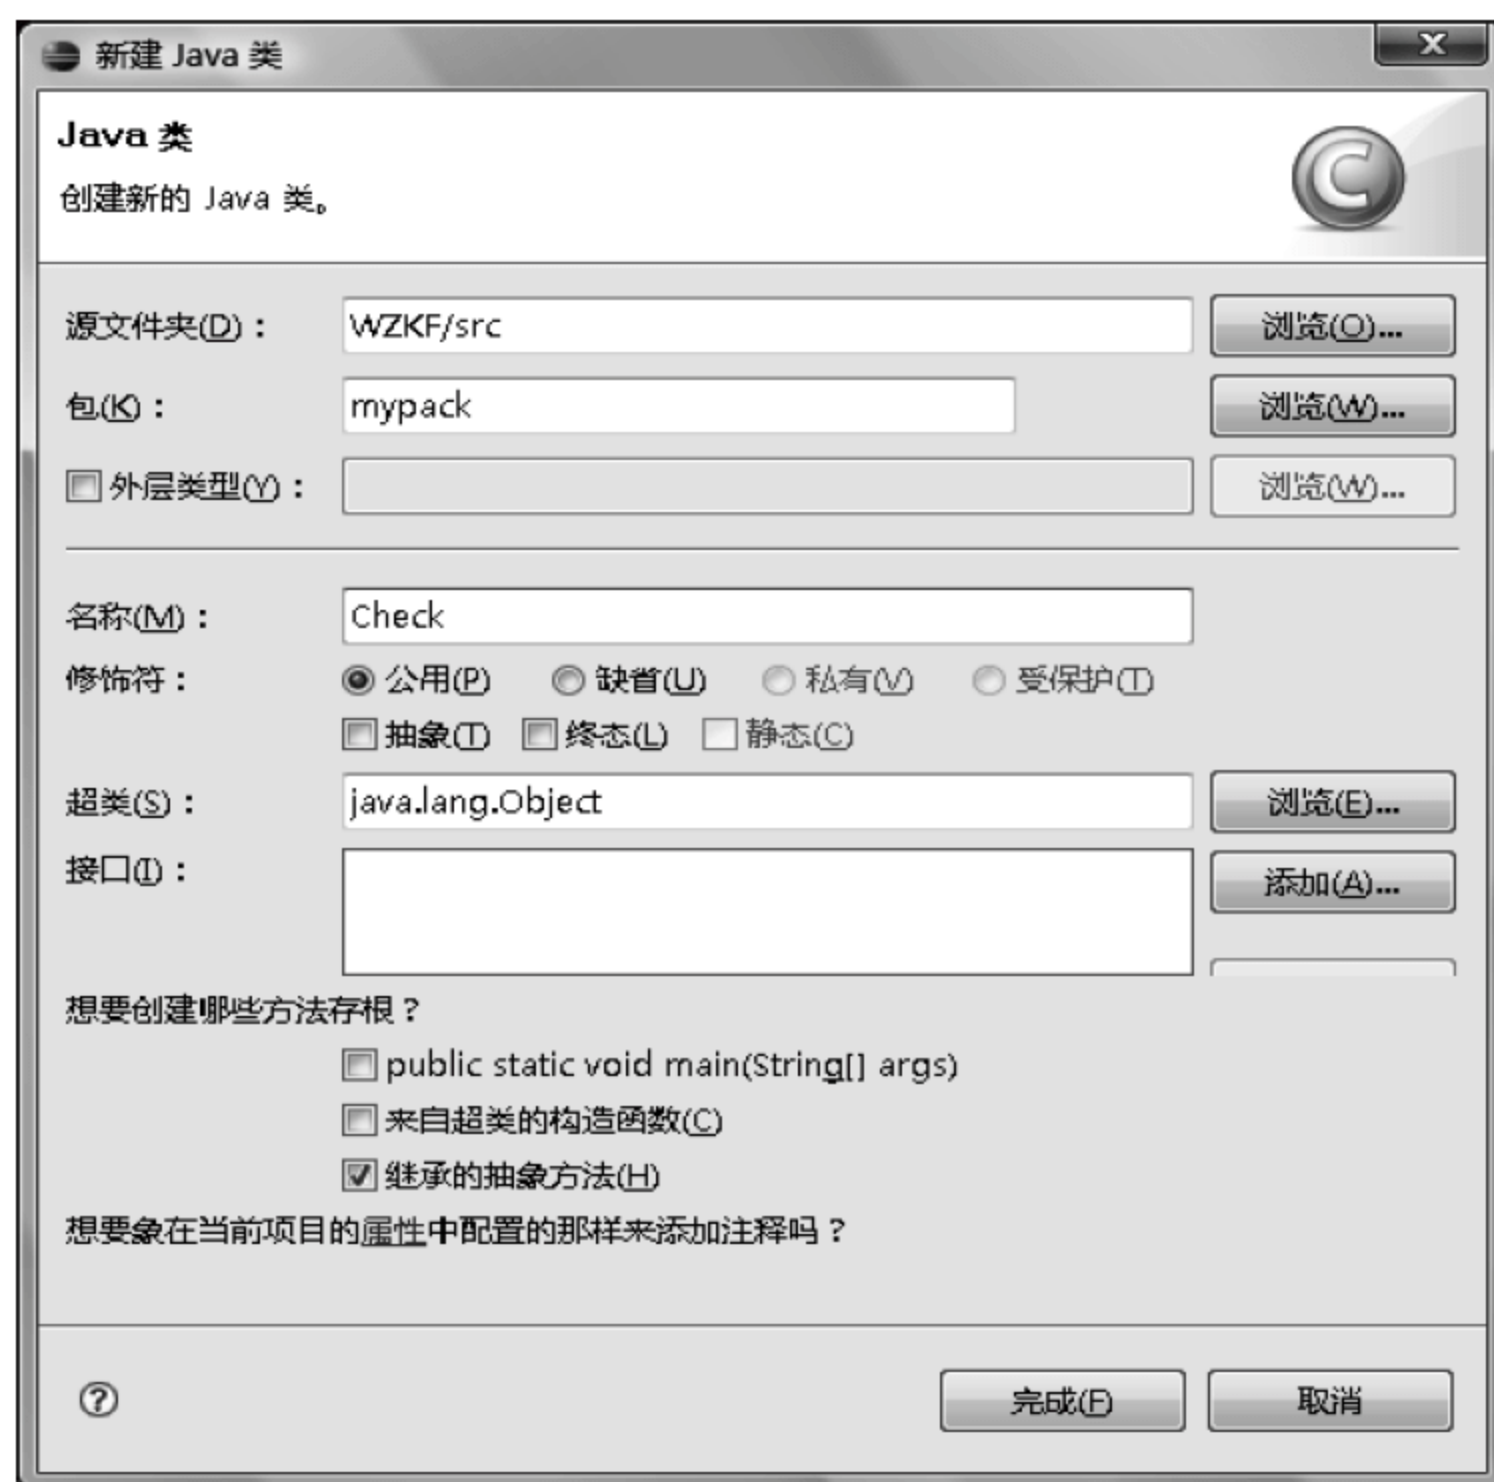 新建 Java 类
Java 类
创建新的 Java 类。
源文件夹(D)： WZKF/src 浏览(O)...
包(K)： mypack 浏览(W)...
外层类型(Y)： 浏览(W)...
名称(M)： Check
修饰符： 公用(P) 缺省(U) 私有(V) 受保护(T)
抽象(T) 终态(L) 静态(C)
超类(S)： java.lang.Object 浏览(E)...
接口(I)： 添加(A)...
想要创建哪些方法存根？
public static void main(String[] args)
来自超类的构造函数(C)
继承的抽象方法(H)
想要象在当前项目的属性中配置的那样来添加注释吗？
完成(F) 取消